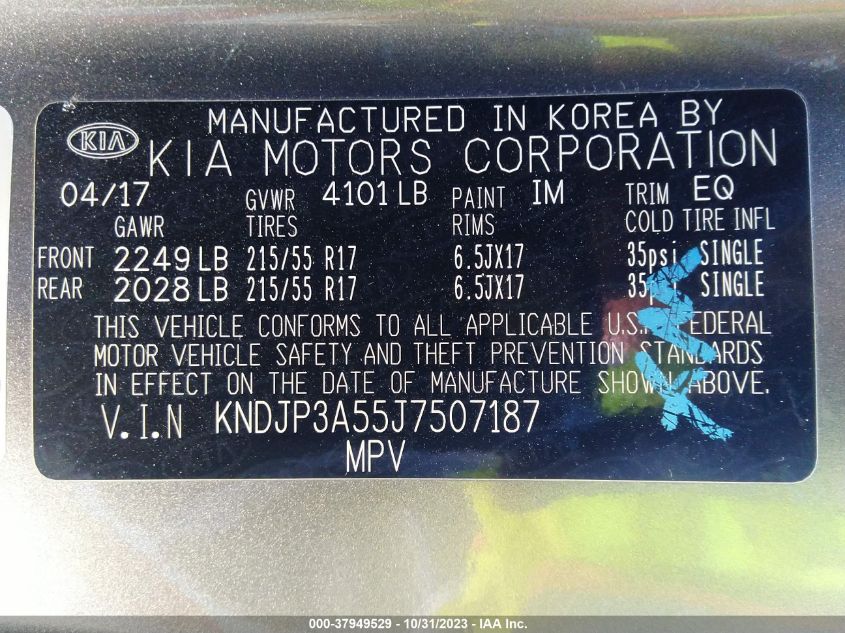 MANUFACTURED IN KOREA BY
KIA KIA MOTORS CORPORATION
04/17 GVWR 4101 LB PAINT IM TRIM EQ
GAWR TIRES RIMS COLD TIRE INFL
FRONT 2249 LB 215/55 R17 6.5JX17 35psi SINGLE
REAR 2028 LB 215/55 R17 6.5JX17 35psi SINGLE
THIS VEHICLE CONFORMS TO ALL APPLICABLE U.S. FEDERAL
MOTOR VEHICLE SAFETY AND THEFT PREVENTION STANDARDS
IN EFFECT ON THE DATE OF MANUFACTURE SHOWN ABOVE.
V.I.N KNDJP3A55J7507187
MPV
000-37949529 - 10/31/2023 - IAA Inc.